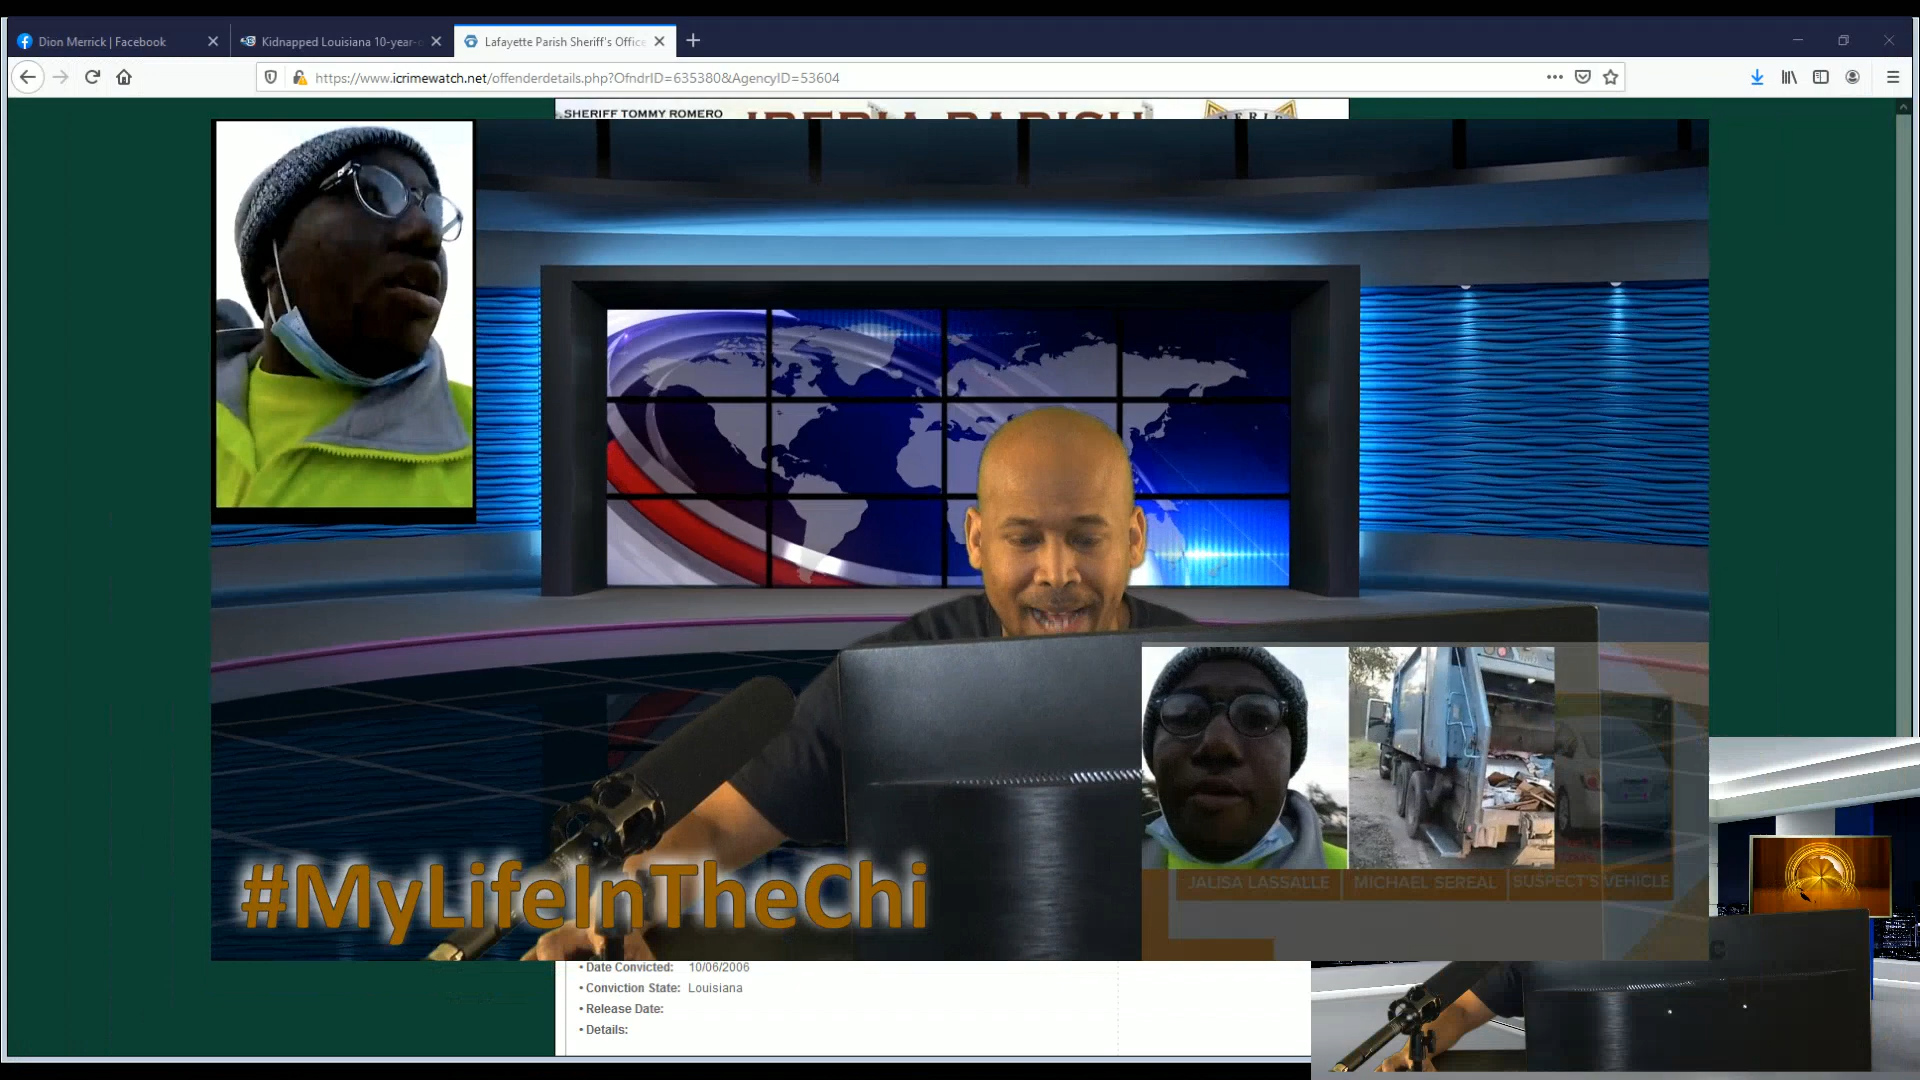 Dion Merrick | Facebook
Kidnapped Louisiana 10-year-o
Lafayette Parish Sheriff's Office
https://www.icrimewatch.net/offenderdetails.php?OfndrID=635380&AgencyID=53604
SHERIFF TOMMY ROMERO
IBERIA PARISH
#MyLifeInTheChi
JALISA LASSALLE
MICHAEL SEREAL
SUSPECT'S VEHICLE
• Date Convicted: 10/06/2006
• Conviction State: Louisiana
• Release Date:
• Details: